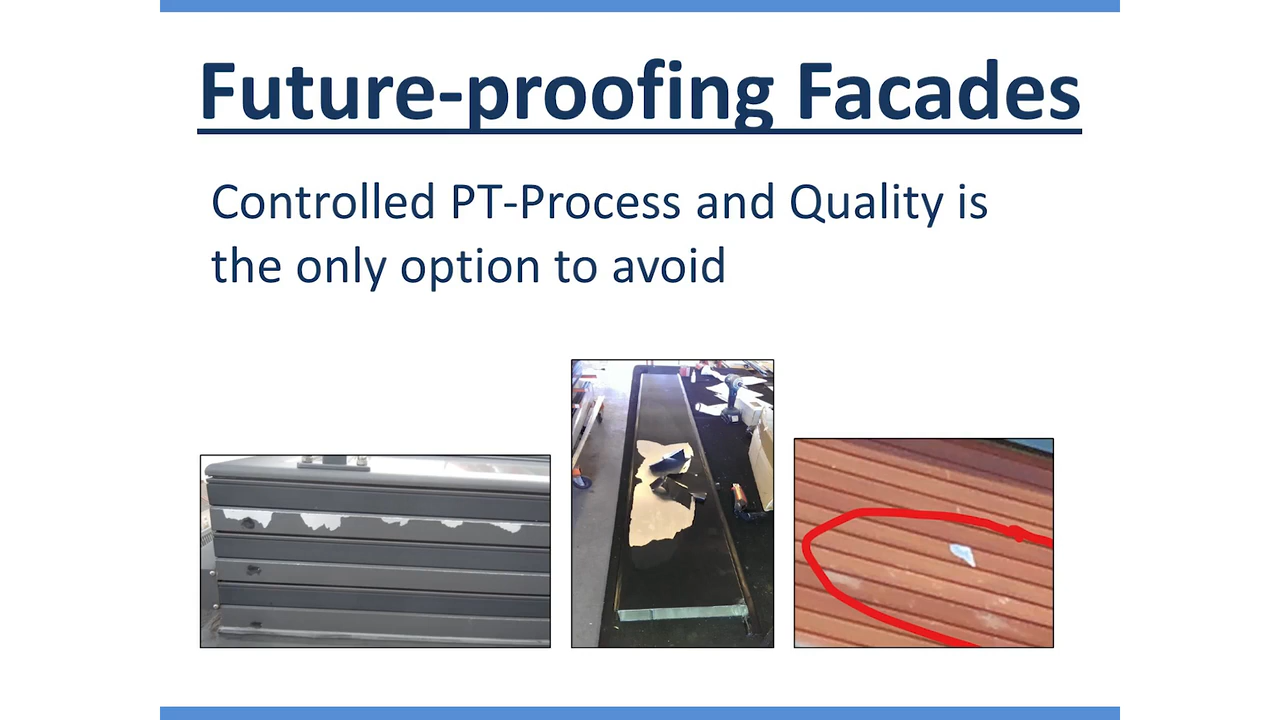 Future-proofing Facades
Controlled PT-Process and Quality is
the only option to avoid